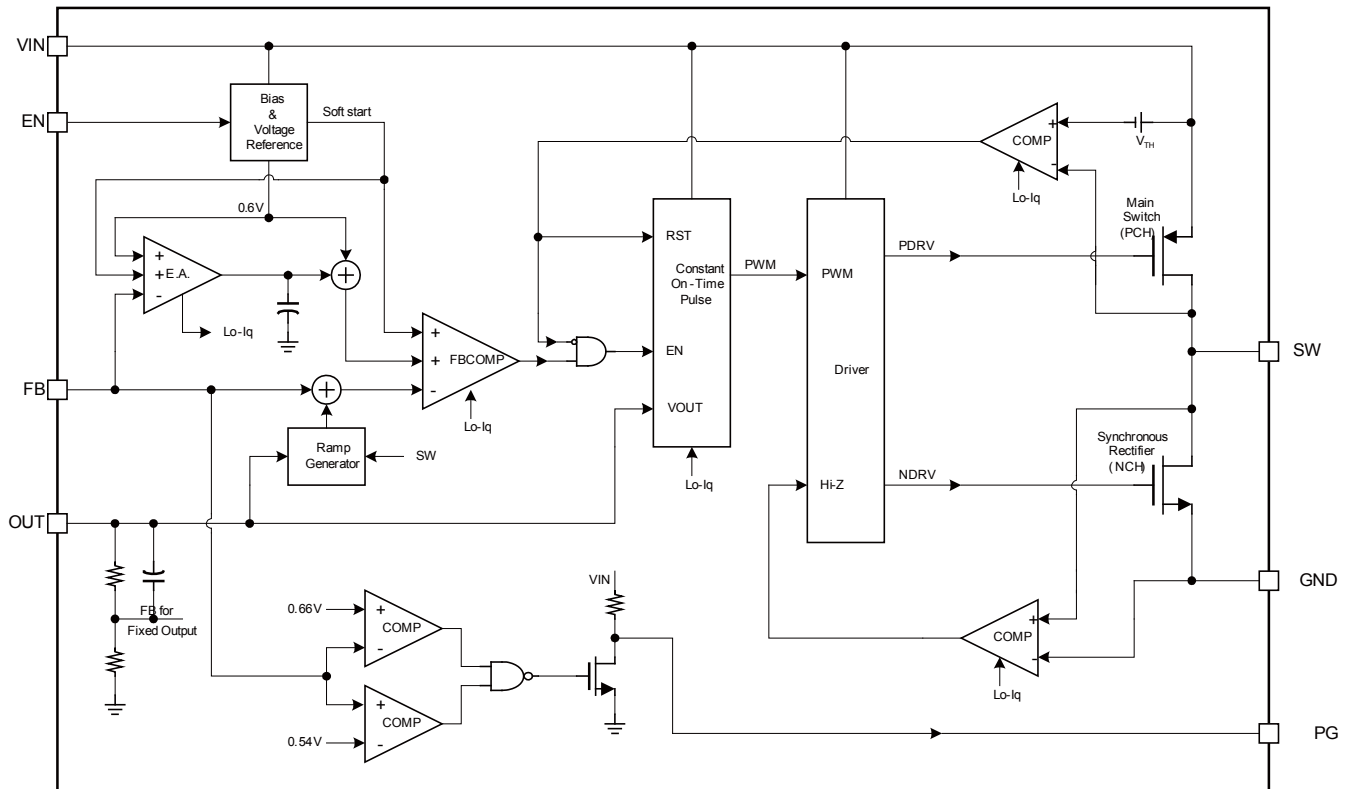 VIN
EN
Bias
&
Voltage
Reference
Soft start
0.6V
+
+
-
E.A.
Lo-Iq
+
+
+
-
FBCOMP
Lo-Iq
FB
+
Ramp
Generator
SW
OUT
FB for
Fixed Output
RST
Constant
On-Time
Pulse
EN
VOUT
Lo-Iq
PWM
PWM
Driver
Hi-Z
PDRV
NDRV
+
-
COMP
VTH
Lo-Iq
Main
Switch
(PCH)
SW
Synchronous
Rectifier
(NCH)
GND
+
-
COMP
Lo-Iq
0.66V
+
-
COMP
+
-
COMP
0.54V
VIN
PG